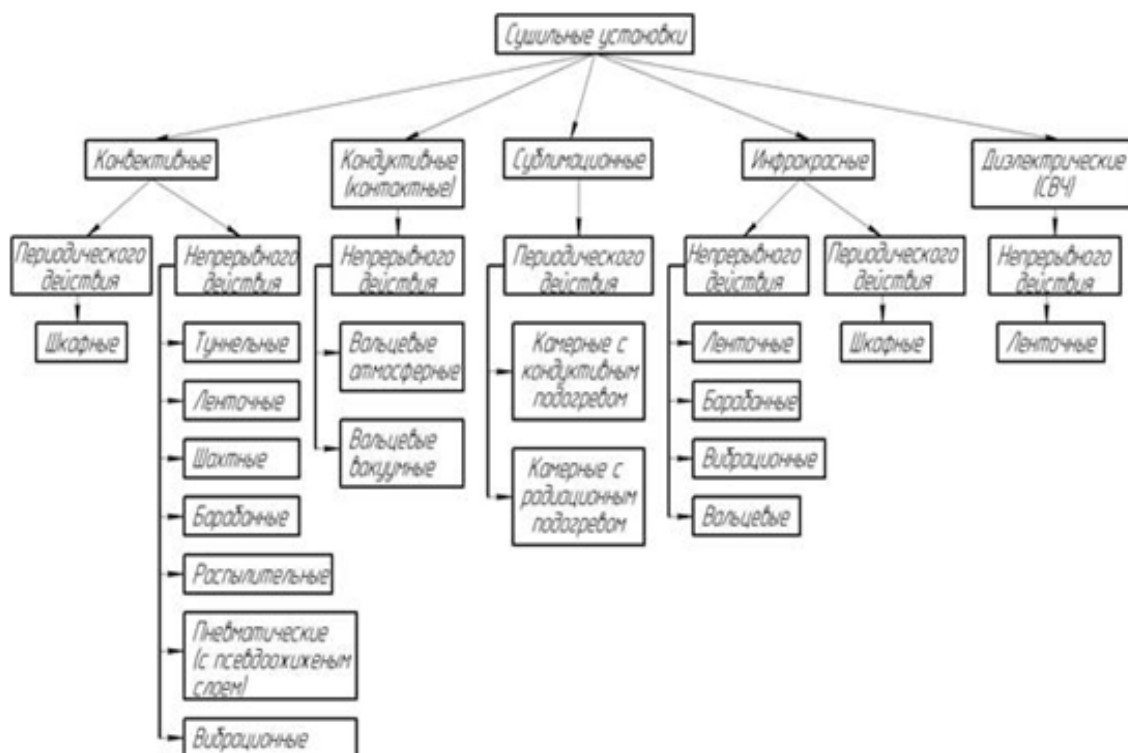 Сушильные установки
Конвективные
Кондуктивные
(контактные)
Сублимационные
Инфракрасные
Диэлектрические
(СВЧ)
Периодического
действия
Непрерывного
действия
Непрерывного
действия
Периодического
действия
Непрерывного
действия
Периодического
действия
Непрерывного
действия
Шкафные
Туннельные
Ленточные
Шахтные
Барабанные
Распылительные
Пневматические
(с псевдоожиженым
слоем)
Вибрационные
Вальцевые
атмосферные
Вальцевые
вакуумные
Камерные с
кондуктивным
подогревом
Камерные с
радиационным
подогревом
Ленточные
Барабанные
Вибрационные
Вальцевые
Шкафные
Ленточные